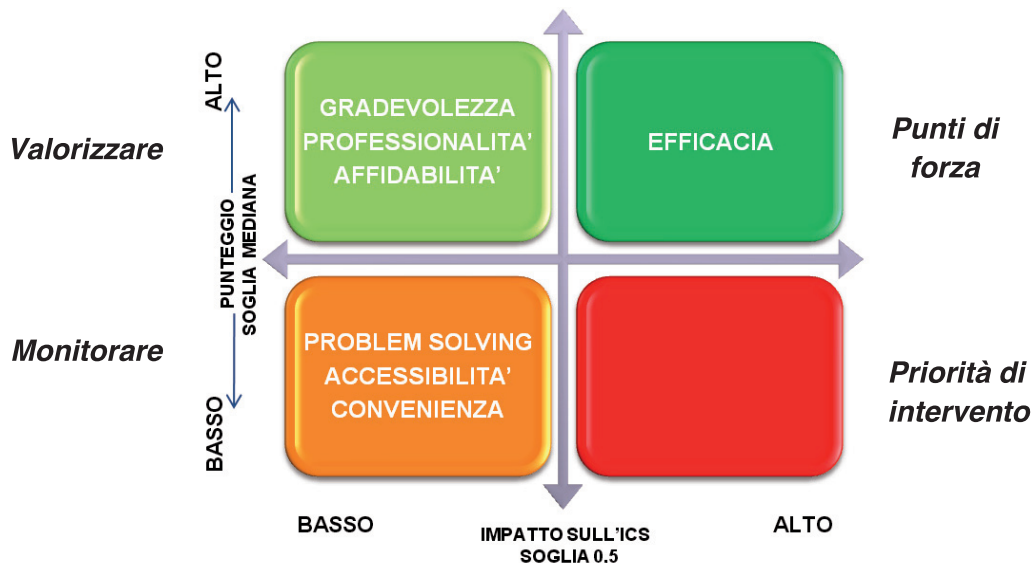 ALTO
Valorizzare
GRADEVOLEZZA
PROFESSIONALITA’
AFFIDABILITA’
EFFICACIA
Punti di
forza
PUNTEGGIO
SOGLIA MEDIANA
Monitorare
PROBLEM SOLVING
ACCESSIBILITA’
CONVENIENZA
Priorità di
intervento
BASSO
BASSO
IMPATTO SULL’ICS
SOGLIA 0.5
ALTO